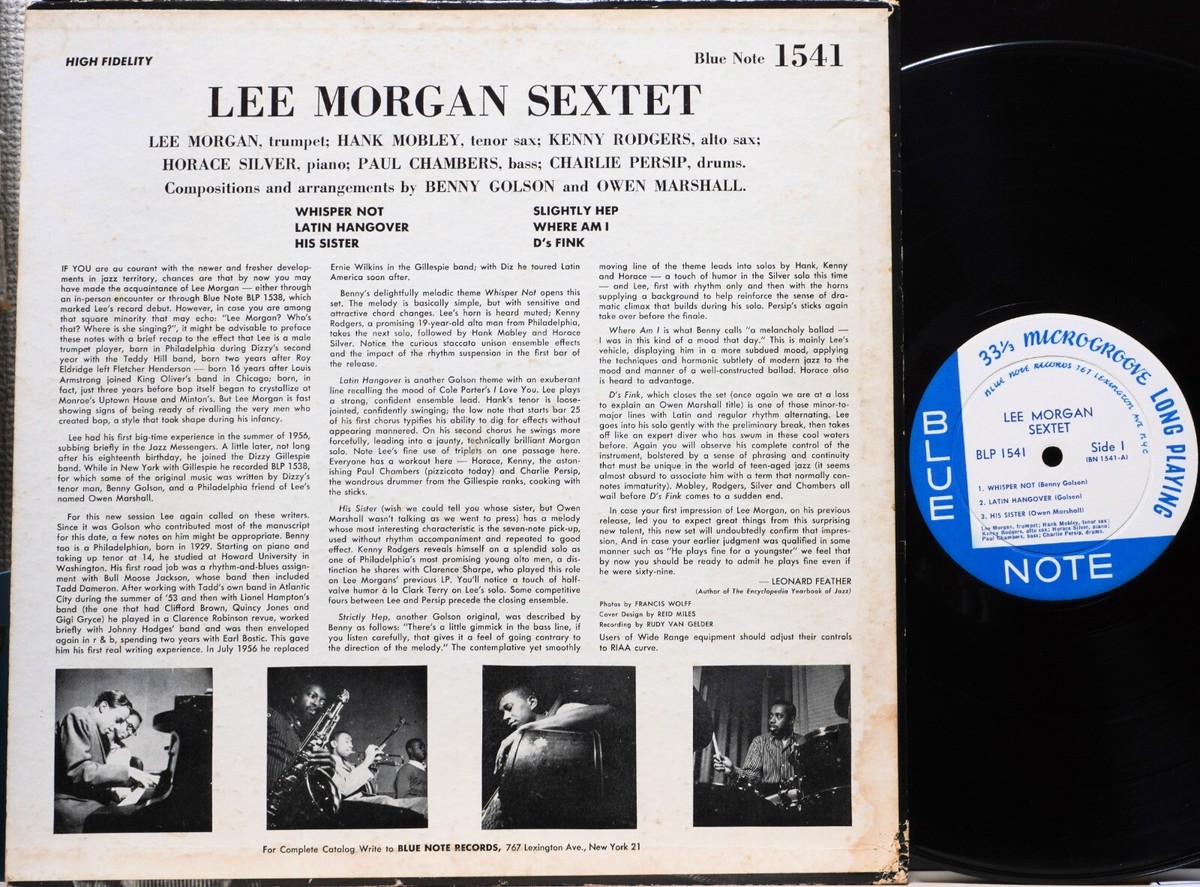 HIGH FIDELITY
Blue Note 1541
LEE MORGAN SEXTET
LEE MORGAN, trumpet; HANK MOBLEY, tenor sax; KENNY RODGERS, alto sax;
HORACE SILVER, piano; PAUL CHAMBERS, bass; CHARLIE PERSIP, drums.
Compositions and arrangements by BENNY GOLSON and OWEN MARSHALL.
WHISPER NOT
LATIN HANGOVER
HIS SISTER
SLIGHTLY HEP
WHERE AM I
D's FINK
IF YOU are au courant with the newer and fresher develop-
ments in jazz territory, chances are that by now you may
have made the acquaintance of Lee Morgan — either through
an in-person encounter or through Blue Note BLP 1538, which
marked Lee's record debut. However, in case you are among
that square minority that may echo: "Lee Morgan? Who's
that? Where is she singing?", it might be advisable to preface
these notes with a brief recap to the effect that Lee is a male
trumpet player, born in Philadelphia during Dizzy's second
year with the Teddy Hill band, born two years after Roy
Eldridge left Fletcher Henderson — born 16 years after Louis
Armstrong joined King Oliver's band in Chicago; born, in
fact, just three years before bop itself began to crystallize at
Monroe's Uptown House and Minton's. But Lee Morgan is fast
showing signs of being ready of rivalling the very men who
created bop, a style that took shape during his infancy.
Lee had his first big-time experience in the summer of 1956,
subbing briefly in the Jazz Messengers. A little later, not long
after his eighteenth birthday, he joined the Dizzy Gillespie
band. While in New York with Gillespie he recorded BLP 1538,
for which some of the original music was written by Dizzy's
tenor man, Benny Golson, and a Philadelphia friend of Lee's
named Owen Marshall.
For this new session Lee again called on these writers.
Since it was Golson who contributed most of the manuscript
for this date, a few notes on him might be appropriate. Benny
too is a Philadelphian, born in 1929. Starting on piano and
taking up tenor at 14, he studied at Howard University in
Washington. His first road job was a rhythm-and-blues assign-
ment with Bull Moose Jackson, whose band then included
Tadd Dameron. After working with Tadd's own band in Atlantic
City during the summer of '53 and then with Lionel Hampton's
band (the one that had Clifford Brown, Quincy Jones and
Gigi Gryce) he played in a Clarence Robinson revue, worked
briefly with Johnny Hodges' band and was then enveloped
again in r & b, spending two years with Earl Bostic. This gave
him his first real writing experience. In July 1956 he replaced
Ernie Wilkins in the Gillespie band; with Diz he toured Latin
America soon after.
Benny's delightfully melodic theme Whisper Not opens this
set. The melody is basically simple, but with sensitive and
attractive chord changes. Lee's horn is heard muted; Kenny
Rodgers, a promising 19-year-old alto man from Philadelphia,
takes the next solo, followed by Hank Mobley and Horace
Silver. Notice the curious staccato unison ensemble effects
and the impact of the rhythm suspension in the first bar of
the release.
Latin Hangover is another Golson theme with an exuberant
line recalling the mood of Cole Porter's I Love You. Lee plays
a strong, confident ensemble lead. Hank's tenor is loose-
jointed, confidently swinging; the low note that starts bar 25
of his first chorus typifies his ability to dig for effects without
appearing mannered. On his second chorus he swings more
forcefully, leading into a jaunty, technically brilliant Morgan
solo. Note Lee's fine use of triplets on one passage here.
Everyone has a workout here — Horace, Kenny, the aston-
ishing Paul Chambers (pizzicato today) and Charlie Persip,
the wondrous drummer from the Gillespie ranks, cooking with
the sticks.
His Sister (wish we could tell you whose sister, but Owen
Marshall wasn't talking as we went to press) has a melody
whose most interesting characteristic is the seven-note pick-up,
used without rhythm accompaniment and repeated to good
effect. Kenny Rodgers reveals himself on a splendid solo as
one of Philadelphia's most promising young alto men, a dis-
tinction he shares with Clarence Sharpe, who played this role
on Lee Morgans' previous LP. You'll notice a touch of half-
valve humor à la Clark Terry on Lee's solo. Some competitive
fours between Lee and Persip precede the closing ensemble.
Strictly Hep, another Golson original, was described by
Benny as follows: "There's a little gimmick in the bass line, if
you listen carefully, that gives it a feel of going contrary to
the direction of the melody." The contemplative yet smoothly
moving line of the theme leads into solos by Hank, Kenny
and Horace — a touch of humor in the Silver solo this time
— and Lee, first with rhythm only and then with the horns
supplying a background to help reinforce the sense of dra-
matic climax that builds during his solo. Persip's sticks again
take over before the finale.
Where Am I is what Benny calls "a melancholy ballad —
I was in this kind of a mood that day." This is mainly Lee's
vehicle, displaying him in a more subdued mood, applying
the techniques and harmonic subtlety of modern jazz to the
mood and manner of a well-constructed ballad. Horace also
is heard to advantage.
D's Fink, which closes the set (once again we are at a loss
to explain an Owen Marshall title) is one of those minor-to-
major lines with Latin and regular rhythm alternating. Lee
goes into his solo gently with the preliminary break, then takes
off like an expert diver who has swum in these cool waters
before. Again you will observe his complete control of the
instrument, bolstered by a sense of phrasing and continuity
that must be unique in the world of teen-aged jazz (it seems
almost absurd to associate him with a term that normally con-
notes immaturity). Mobley, Rodgers, Silver and Chambers all
wail before D's Fink comes to a sudden end.
In case your first impression of Lee Morgan, on his previous
release, led you to expect great things from this surprising
new talent, this new set will undoubtedly confirm that impres-
sion. And in case your earlier judgment was qualified in some
manner such as "He plays fine for a youngster" we feel that
by now you should be ready to admit he plays fine even if
he were sixty-nine.
— LEONARD FEATHER
(Author of The Encyclopedia Yearbook of Jazz)
Photos by FRANCIS WOLFF
Cover Design by REID MILES
Recording by RUDY VAN GELDER
Users of Wide Range equipment should adjust their controls
to RIAA curve.
For Complete Catalog Write to BLUE NOTE RECORDS, 767 Lexington Ave., New York 21
33⅓ MICROGROOVE LONG PLAYING
BLUE NOTE RECORDS 767 LEXINGTON AVE NYC
LEE MORGAN
SEXTET
BLP 1541
Side 1
(BN 1541-A)
1. WHISPER NOT (Benny Golson)
2. LATIN HANGOVER (Golson)
3. HIS SISTER (Owen Marshall)
Lee Morgan, trumpet; Hank Mobley, tenor sax;
Kenny Rodgers, alto sax; Horace Silver, piano;
Paul Chambers, bass; Charlie Persip, drums.
BLUE
NOTE